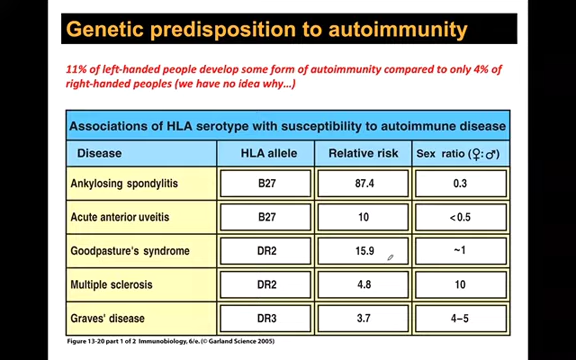 Genetic predisposition to autoimmunity
11% of left-handed people develop some form of autoimmunity compared to only 4% of
right-handed peoples (we have no idea why...)
Associations of HLA serotype with susceptibility to autoimmune disease
Disease HLA allele Relative risk Sex ratio (♀:♂)
Ankylosing spondylitis B27 87.4 0.3
Acute anterior uveitis B27 10 <0.5
Goodpasture's syndrome DR2 15.9 ~1
Multiple sclerosis DR2 4.8 10
Graves' disease DR3 3.7 4–5
Figure 13-20 part 1 of 2 Immunobiology, 6/e. (© Garland Science 2005)